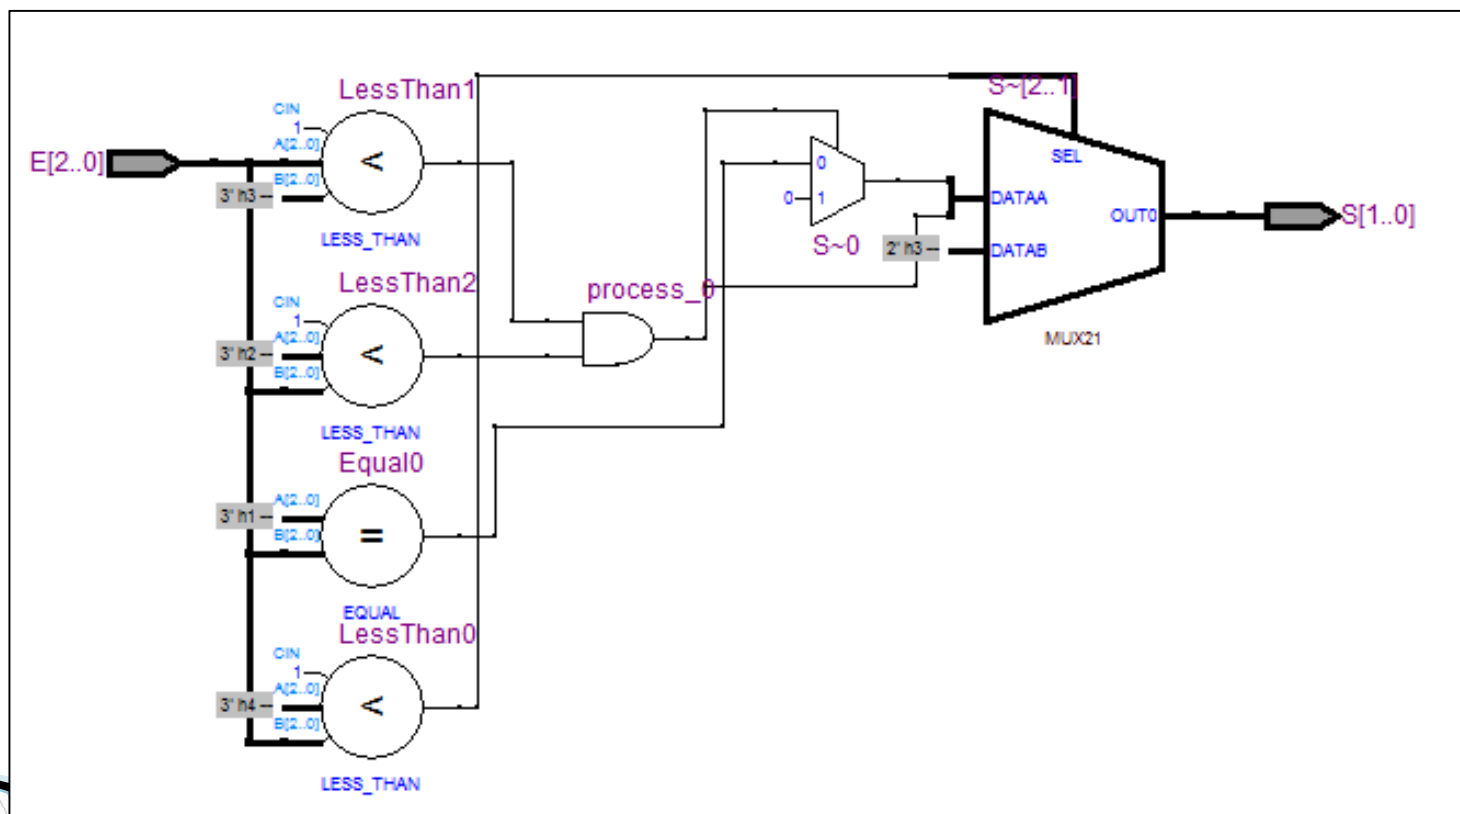 LessThan1
CIN
1
A[2..0]
B[2..0]
3' h3
<
LESS_THAN
E[2..0]
LessThan2
CIN
1
A[2..0]
3' h2
B[2..0]
<
LESS_THAN
process_0
Equal0
A[2..0]
3' h1
B[2..0]
=
EQUAL
LessThan0
CIN
1
A[2..0]
3' h4
B[2..0]
<
LESS_THAN
0
0
1
S~0
S~[2..1]
SEL
DATAA
2' h3
DATAB
OUT0
MUX21
S[1..0]